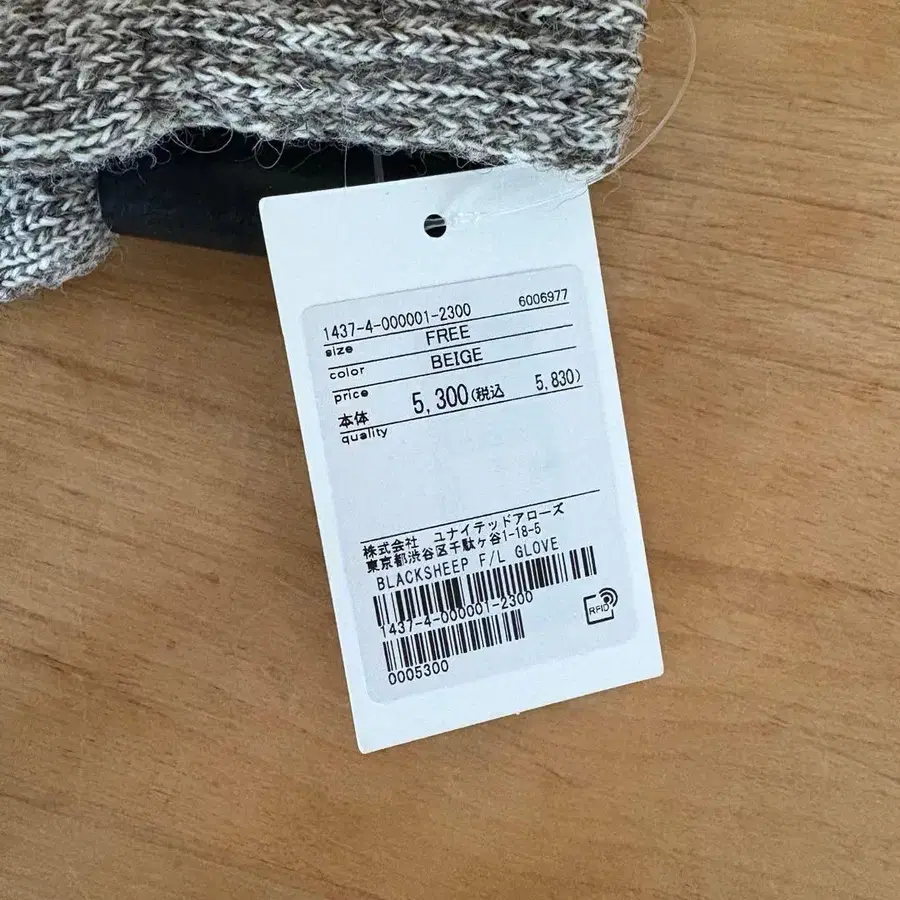 1437-4-000001-2300 6006977
size FREE
color BEIGE
price
本体 5,300(税込 5,830)
quality
株式会社 ユナイテッドアローズ
東京都渋谷区千駄ヶ谷1-18-5
BLACKSHEEP F/L GLOVE
1437-4-000001-2300
0005300
RFID